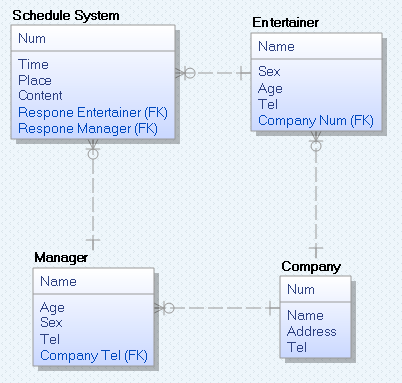 Schedule System
Num
Time
Place
Content
Respone Entertainer (FK)
Respone Manager (FK)
Entertainer
Name
Sex
Age
Tel
Company Num (FK)
Manager
Name
Age
Sex
Tel
Company Tel (FK)
Company
Num
Name
Address
Tel